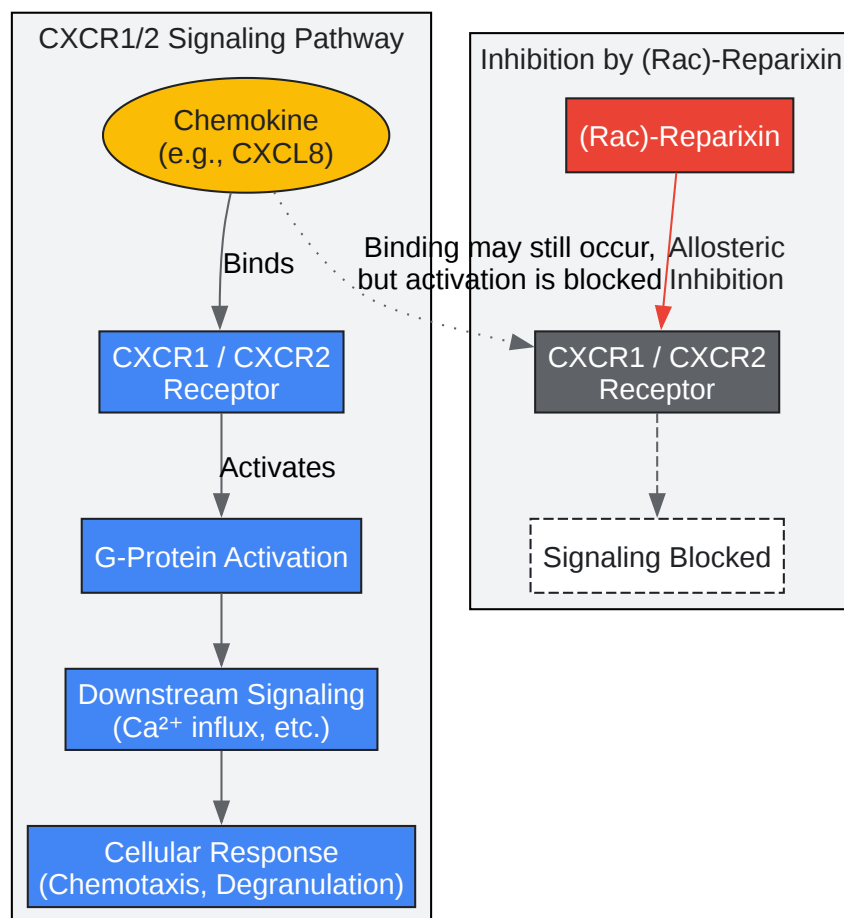 CXCR1/2 Signaling Pathway
Chemokine
(e.g., CXCL8)
Binds
CXCR1 / CXCR2
Receptor
Activates
G-Protein Activation
Downstream Signaling
(Ca²⁺ influx, etc.)
Cellular Response
(Chemotaxis, Degranulation)
Inhibition by (Rac)-Reparixin
(Rac)-Reparixin
Binding may still occur,
but activation is blocked
Allosteric
Inhibition
CXCR1 / CXCR2
Receptor
Signaling Blocked